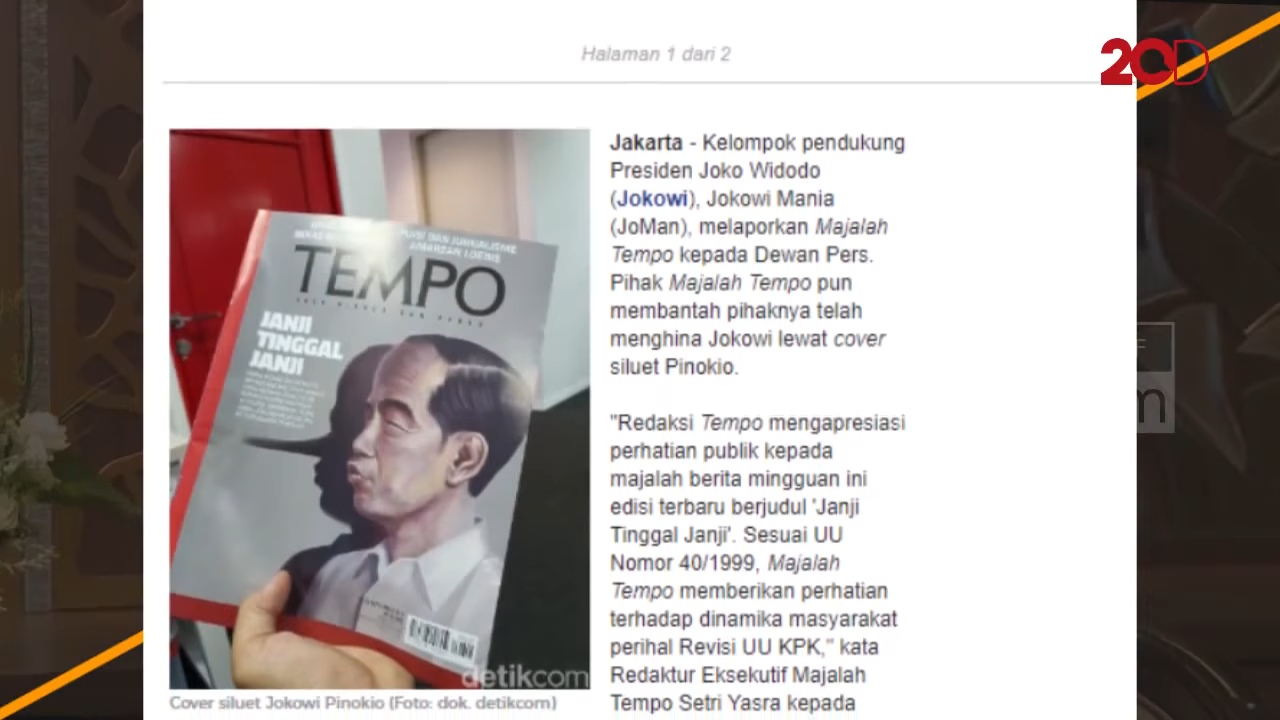 20D
Halaman 1 dari 2
TEMPO
JANJI
TINGGAL
JANJI
detikcom
Cover siluet Jokowi Pinokio (Foto: dok. detikcom)
Jakarta - Kelompok pendukung
Presiden Joko Widodo
(Jokowi), Jokowi Mania
(JoMan), melaporkan Majalah
Tempo kepada Dewan Pers.
Pihak Majalah Tempo pun
membantah pihaknya telah
menghina Jokowi lewat cover
siluet Pinokio.
"Redaksi Tempo mengapresiasi
perhatian publik kepada
majalah berita mingguan ini
edisi terbaru berjudul 'Janji
Tinggal Janji'. Sesuai UU
Nomor 40/1999, Majalah
Tempo memberikan perhatian
terhadap dinamika masyarakat
perihal Revisi UU KPK," kata
Redaktur Eksekutif Majalah
Tempo Setri Yasra kepada